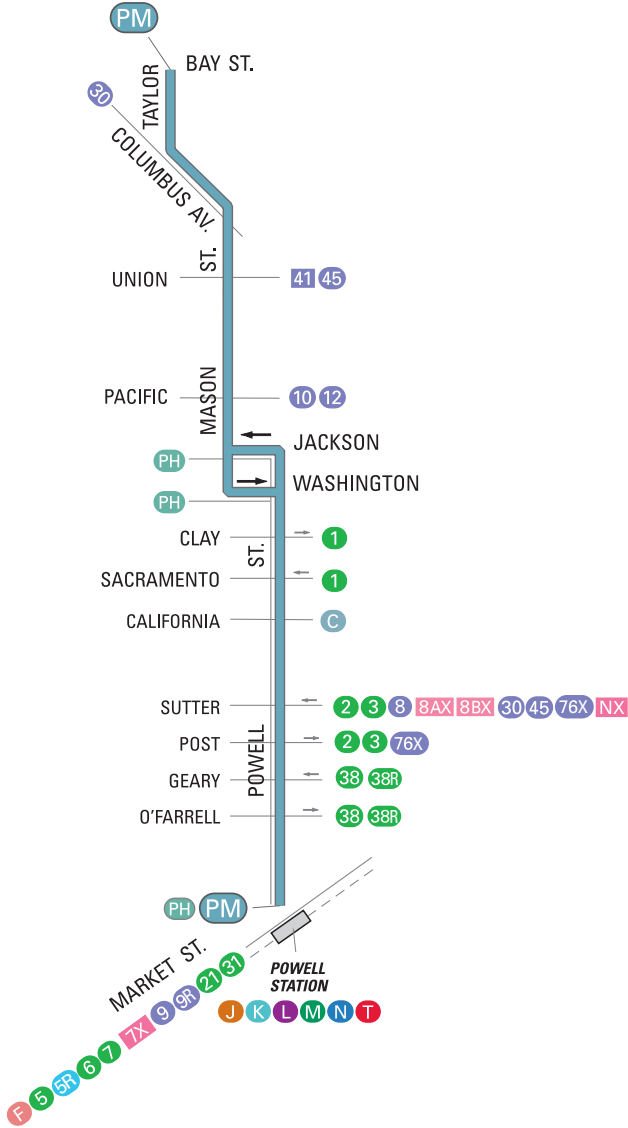 PM
BAY ST.
TAYLOR
30
COLUMBUS AV.
ST.
UNION 41 45
MASON
PACIFIC 10 12
JACKSON
PH
WASHINGTON
PH
CLAY 1
ST.
SACRAMENTO 1
CALIFORNIA C
SUTTER 2 3 8 8AX 8BX 30 45 76X NX
POST 2 3 76X
POWELL
GEARY 38 38R
O'FARRELL 38 38R
PH PM
MARKET ST.
POWELL
STATION
J K L M N T
F 5 5R 6 7 7X 9 9R 21 31